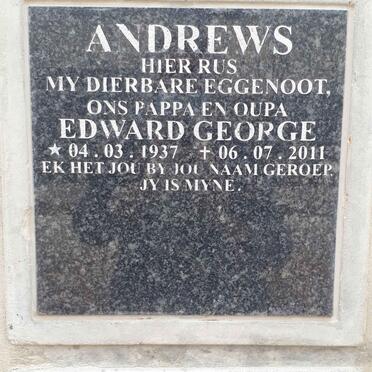 ANDREWS
HIER RUS
MY DIERBARE EGGENOOT,
ONS PAPPA EN OUPA
EDWARD GEORGE
★ 04.03.1937 ✝ 06.07.2011
EK HET JOU BY JOU NAAM GEROEP,
JY IS MYNE.